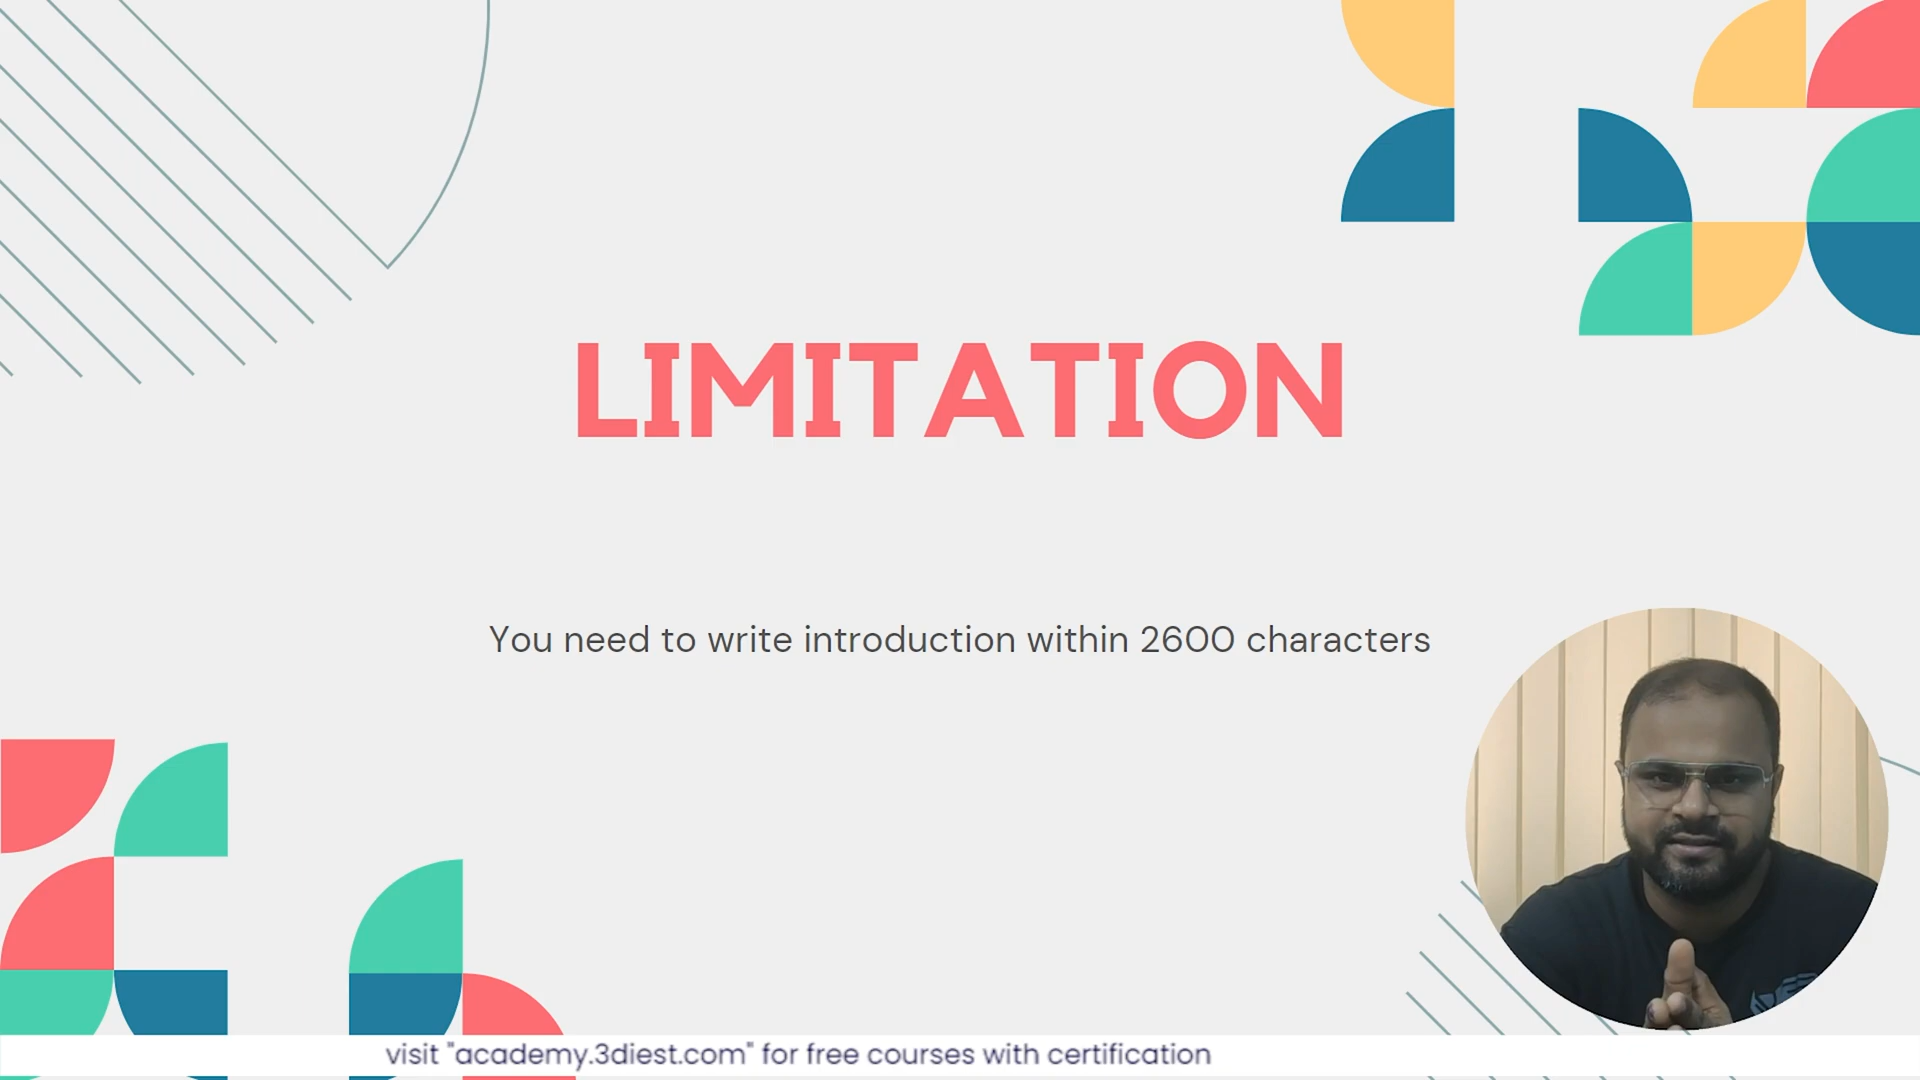 LIMITATION
You need to write introduction within 2600 characters
visit "academy.3diest.com" for free courses with certification